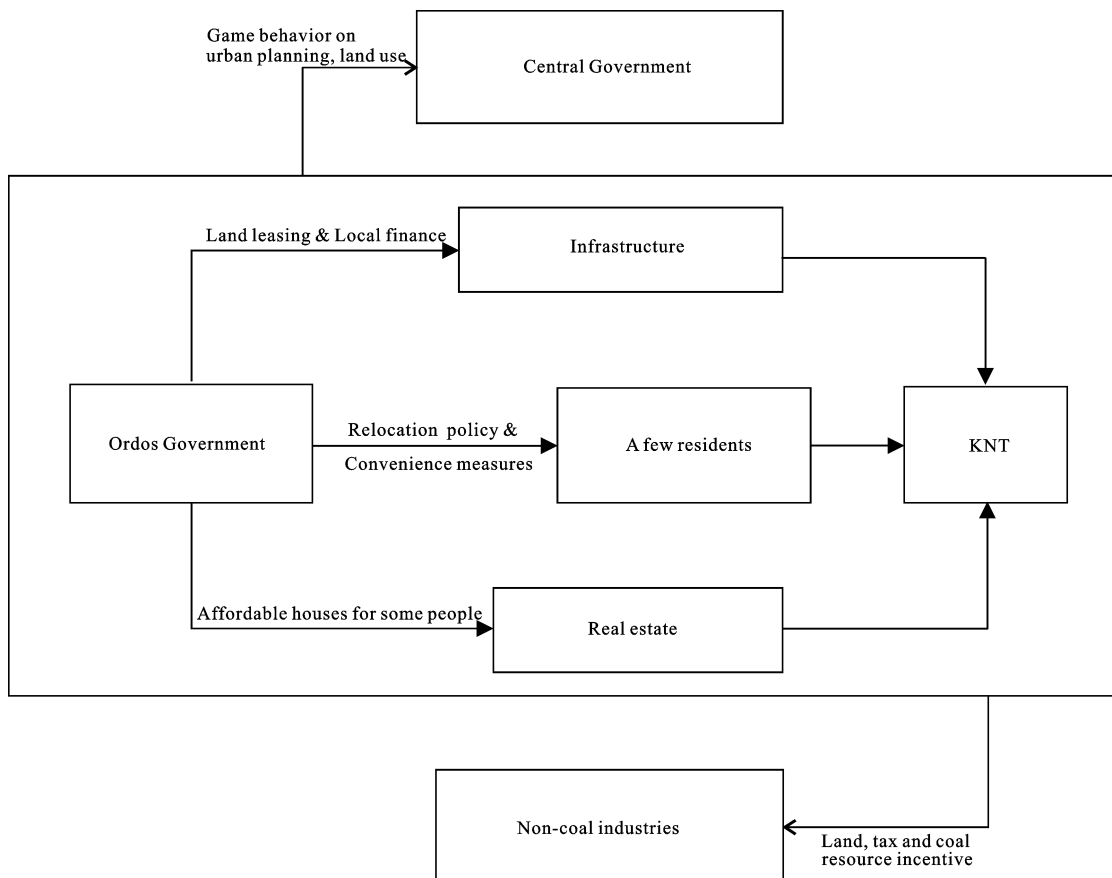 Game behavior on
urban planning, land use
Central Government
Land leasing & Local finance
Infrastructure
Ordos Government
Relocation policy &
Convenience measures
A few residents
KNT
Affordable houses for some people
Real estate
Non-coal industries
Land, tax and coal
resource incentive